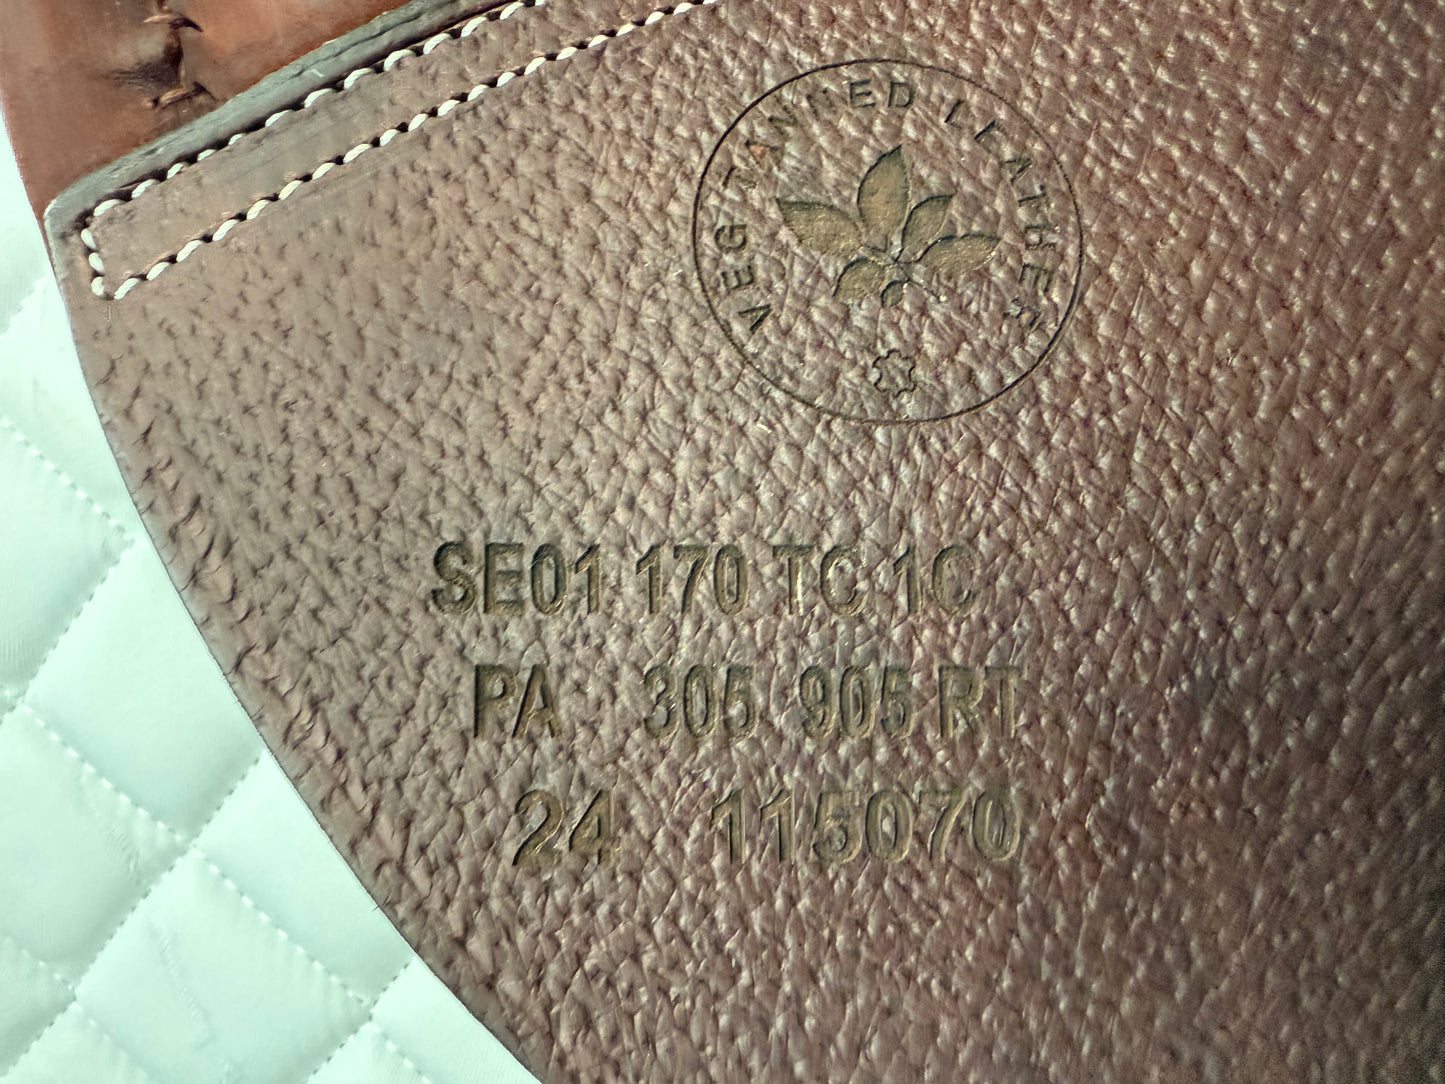 VEG TANNED LEATHER
SE01 170 TC 1C
PA 305 905 RT
24 115070